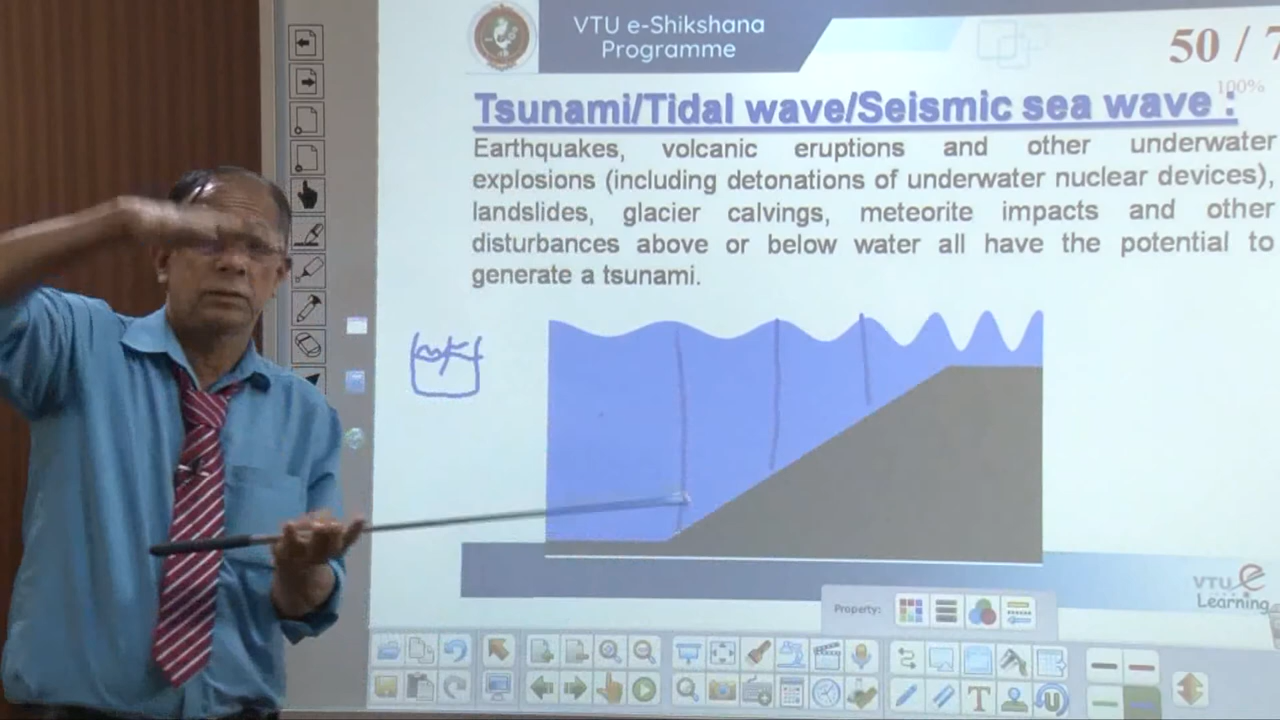 VTU e-Shikshana
Programme
50 / 7
100%
Tsunami/Tidal wave/Seismic sea wave :
Earthquakes, volcanic eruptions and other underwater
explosions (including detonations of underwater nuclear devices),
landslides, glacier calvings, meteorite impacts and other
disturbances above or below water all have the potential to
generate a tsunami.
VTU e
Learning
Property:
T
U